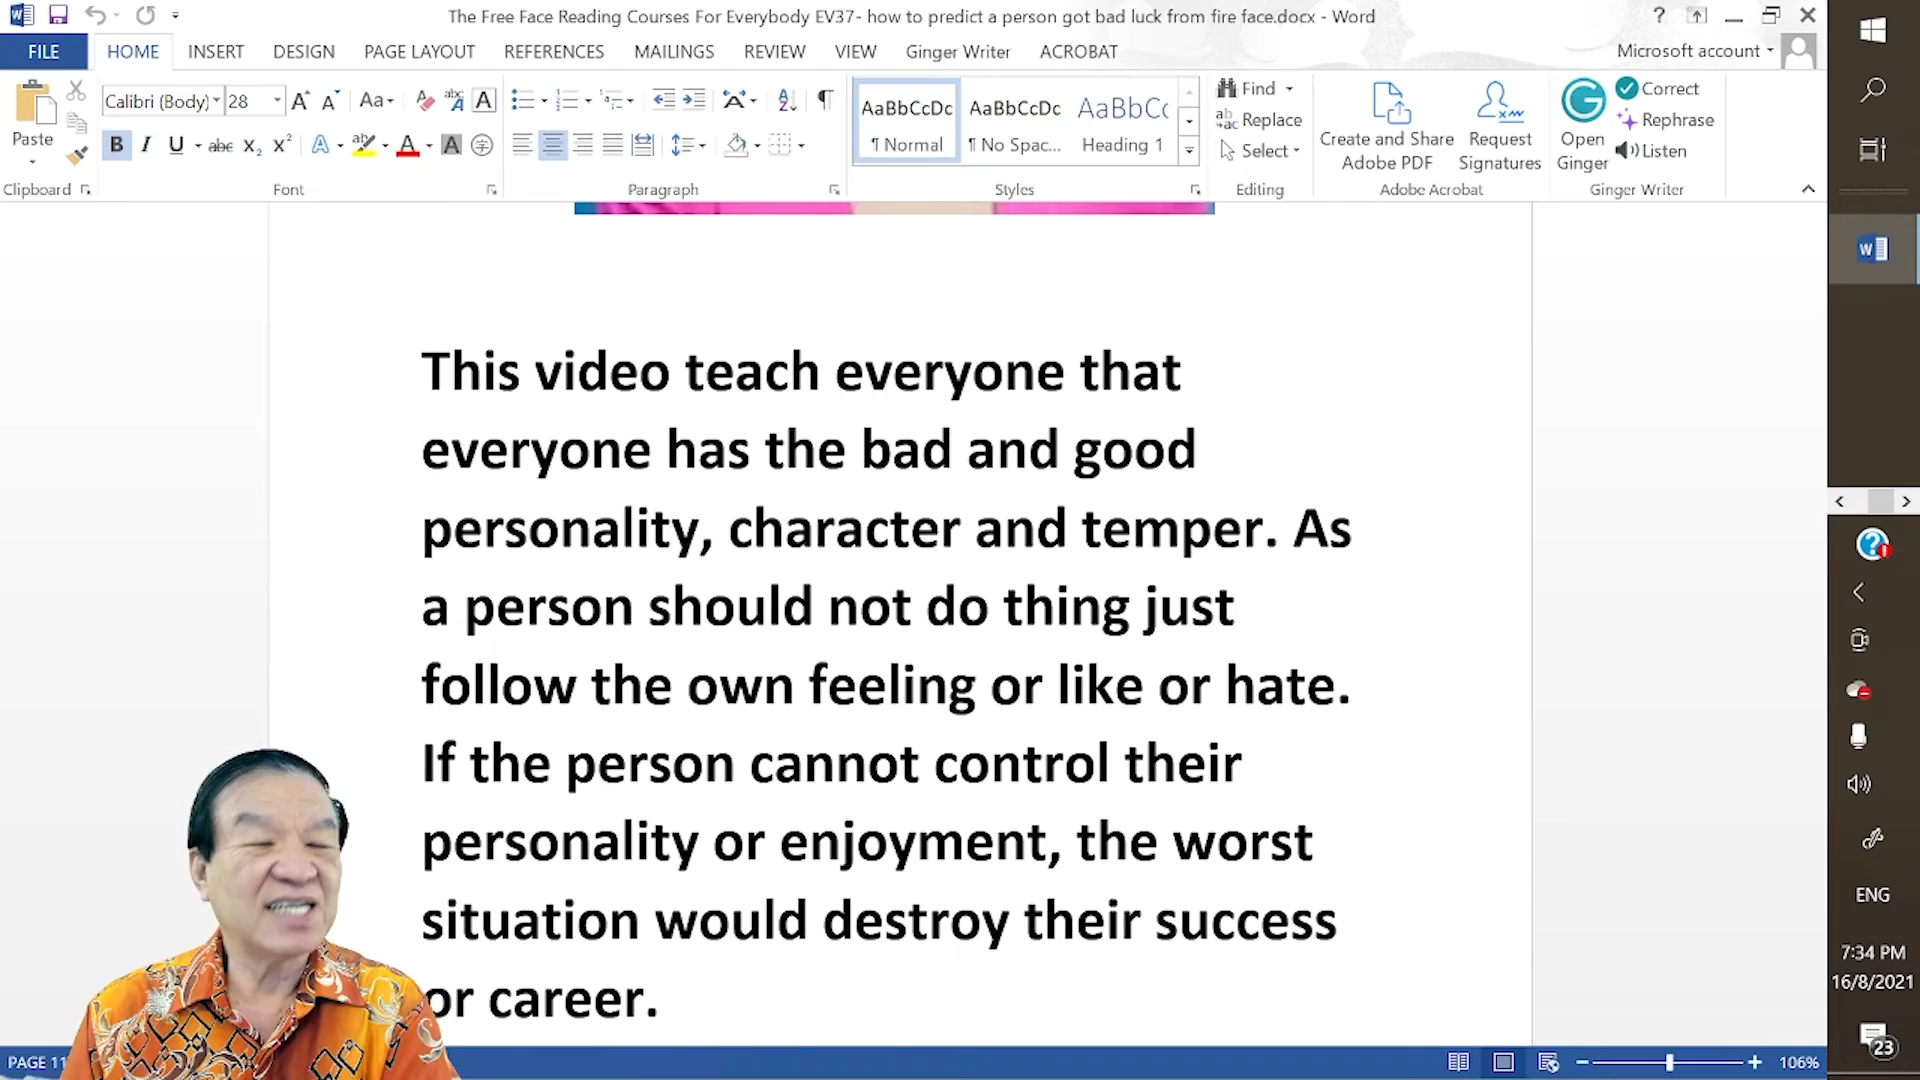 The Free Face Reading Courses For Everybody EV37- how to predict a person got bad luck from fire face.docx - Word
FILE HOME INSERT DESIGN PAGE LAYOUT REFERENCES MAILINGS REVIEW VIEW Ginger Writer ACROBAT Microsoft account
Calibri (Body) 28 Aa
AaBbCcDc AaBbCcDc AaBbCc
Find
Correct
Replace
Rephrase
Paste
¶ Normal ¶ No Spac... Heading 1
Select
Create and Share
Adobe PDF
Request
Signatures
Open
Ginger
Listen
Clipboard Font Paragraph Styles Editing Adobe Acrobat Ginger Writer
This video teach everyone that
everyone has the bad and good
personality, character and temper. As
a person should not do thing just
follow the own feeling or like or hate.
If the person cannot control their
personality or enjoyment, the worst
situation would destroy their success
or career.
ENG
7:34 PM
16/8/2021
23
PAGE 11
106%